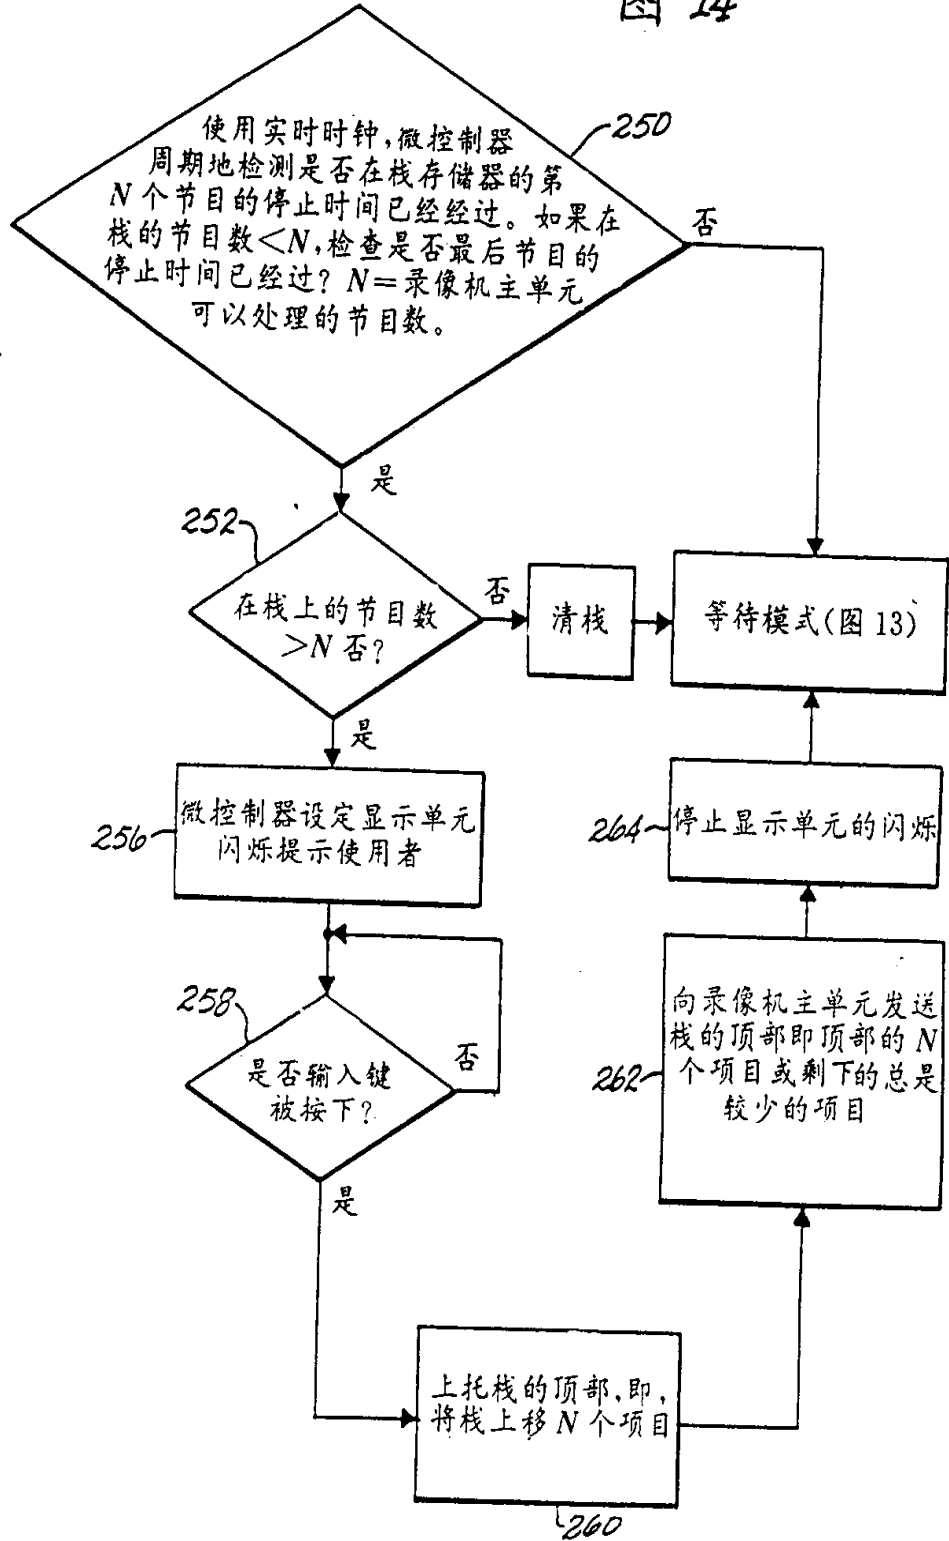 图 14
使用实时时钟,微控制器
周期地检测是否在栈存储器的第
N 个节目的停止时间已经经过。如果在
栈的节目数<N,检查是否最后节目的
停止时间已经过? N=录像机主单元
可以处理的节目数。
250
否
是
252
在栈上的节目数
>N 否?
否
清栈
等待模式(图 13)
是
256
微控制器设定显示单元
闪烁提示使用者
264
停止显示单元的闪烁
258
是否输入键
被按下?
否
262
向录像机主单元发送
栈的顶部即顶部的 N
个项目或剩下的总是
较少的项目
是
上托栈的顶部,即,
将栈上移 N 个项目
260